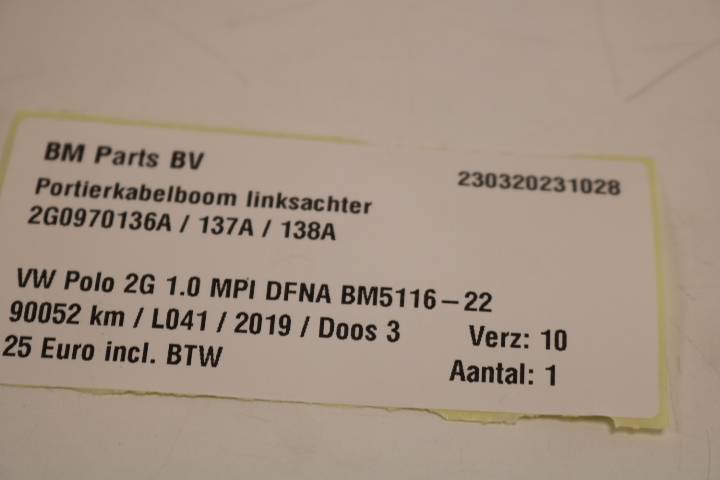 BM Parts BV 230320231028
Portierkabelboom linksachter
2G0970136A / 137A / 138A
VW Polo 2G 1.0 MPI DFNA BM5116-22
90052 km / L041 / 2019 / Doos 3 Verz: 10
25 Euro incl. BTW Aantal: 1